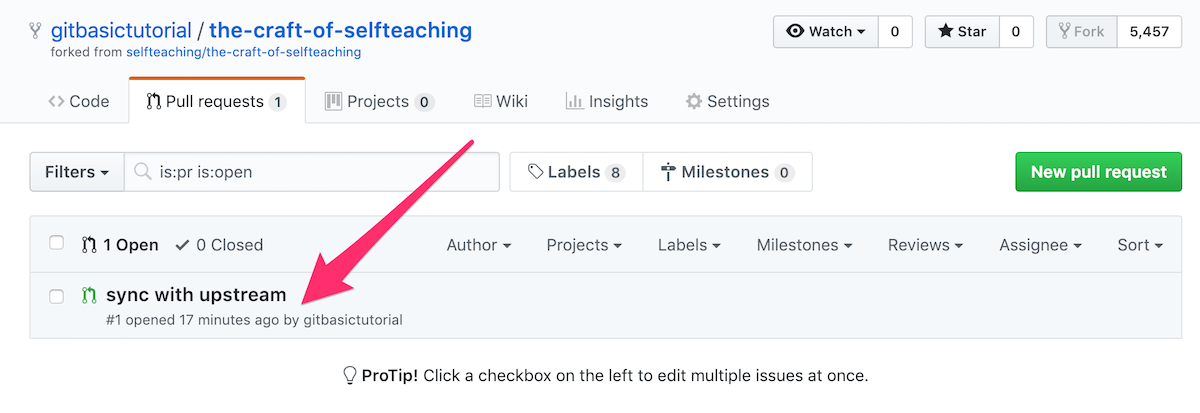 gitbasictutorial / the-craft-of-selfteaching
forked from selfteaching/the-craft-of-selfteaching
Watch 0 Star 0 Fork 5,457
Code Pull requests 1 Projects 0 Wiki Insights Settings
Filters is:pr is:open Labels 8 Milestones 0 New pull request
1 Open 0 Closed Author Projects Labels Milestones Reviews Assignee Sort
sync with upstream
#1 opened 17 minutes ago by gitbasictutorial
ProTip! Click a checkbox on the left to edit multiple issues at once.